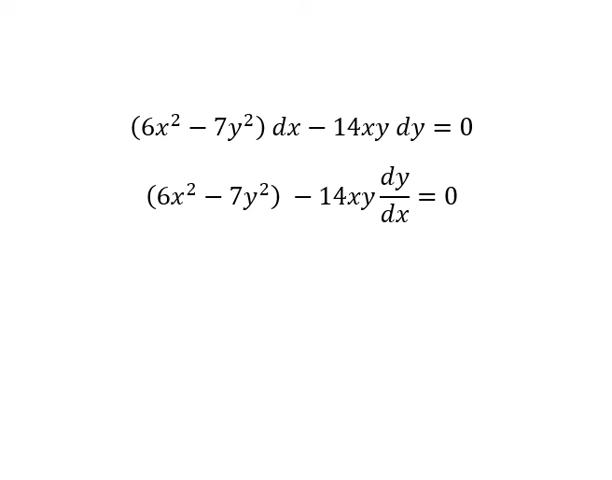 (6x² − 7y²) dx − 14xy dy = 0
(6x² − 7y²) − 14xy dy/dx = 0